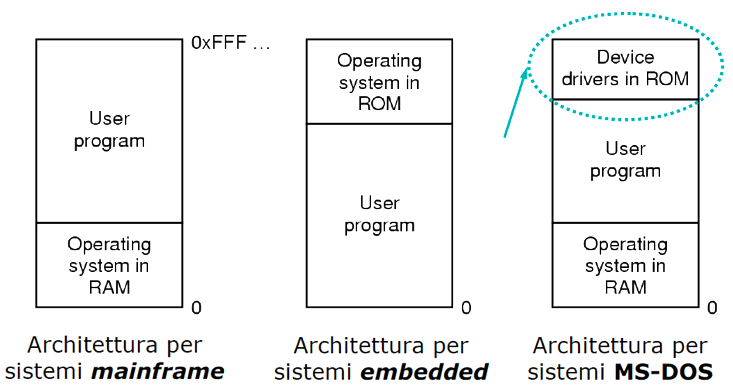 0xFFF ...
User
program
Operating
system in
RAM
0
Architettura per
sistemi mainframe
Operating
system in
ROM
User
program
0
Architettura per
sistemi embedded
Device
drivers in ROM
User
program
Operating
system in
RAM
0
Architettura per
sistemi MS-DOS